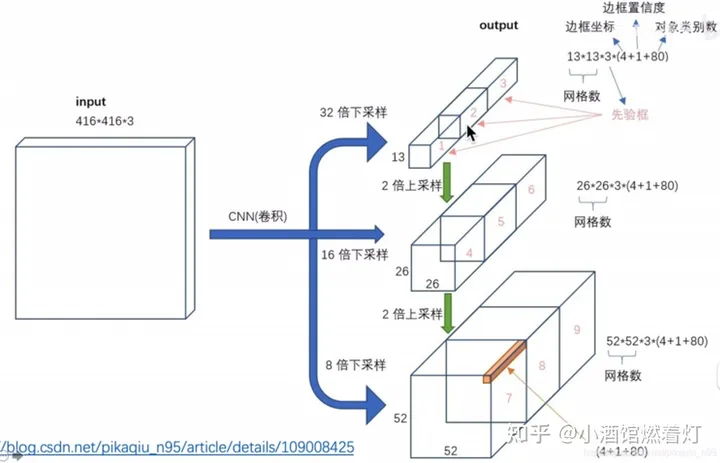 边框置信度
output
边框坐标
对象类别数
13*13*3*(4+1+80)
input
416*416*3
32 倍下采样
3
2
1
网格数
先验框
13
2 倍上采样
6
5
4
26*26*3*(4+1+80)
网格数
CNN(卷积)
16 倍下采样
26
26
2 倍上采样
9
8
7
52*52*3*(4+1+80)
网格数
8 倍下采样
52
52
知乎 @小酒馆燃着灯
(4+1+80)
/blog.csdn.net/pikaqiu_n95/article/details/109008425